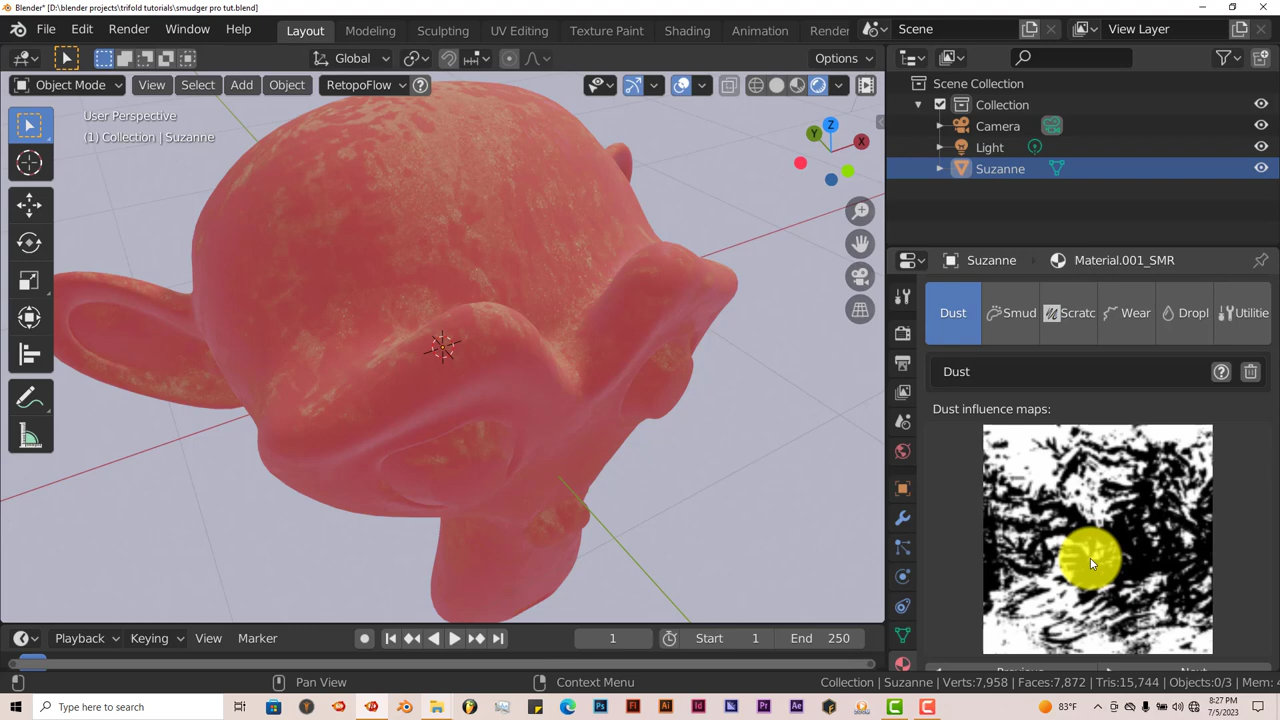 Blender* [D:\blender projects\trifold tutorials\smudger pro tut.blend]
File Edit Render Window Help Layout Modeling Sculpting UV Editing Texture Paint Shading Animation Render Scene View Layer
Global Options
Object Mode View Select Add Object RetopoFlow
User Perspective
(1) Collection | Suzanne
Z
Y
X
Scene Collection
Collection
Camera
Light
Suzanne
Suzanne Material.001_SMR
Dust Smud Scratc Wear Dropl Utilitie
Dust
Dust influence maps:
Playback Keying View Marker 1 Start 1 End 250
Pan View Context Menu Collection | Suzanne | Verts:7,958 | Faces:7,872 | Tris:15,744 | Objects:0/3 | Mem: 4
Type here to search 83°F 8:27 PM
7/5/2023